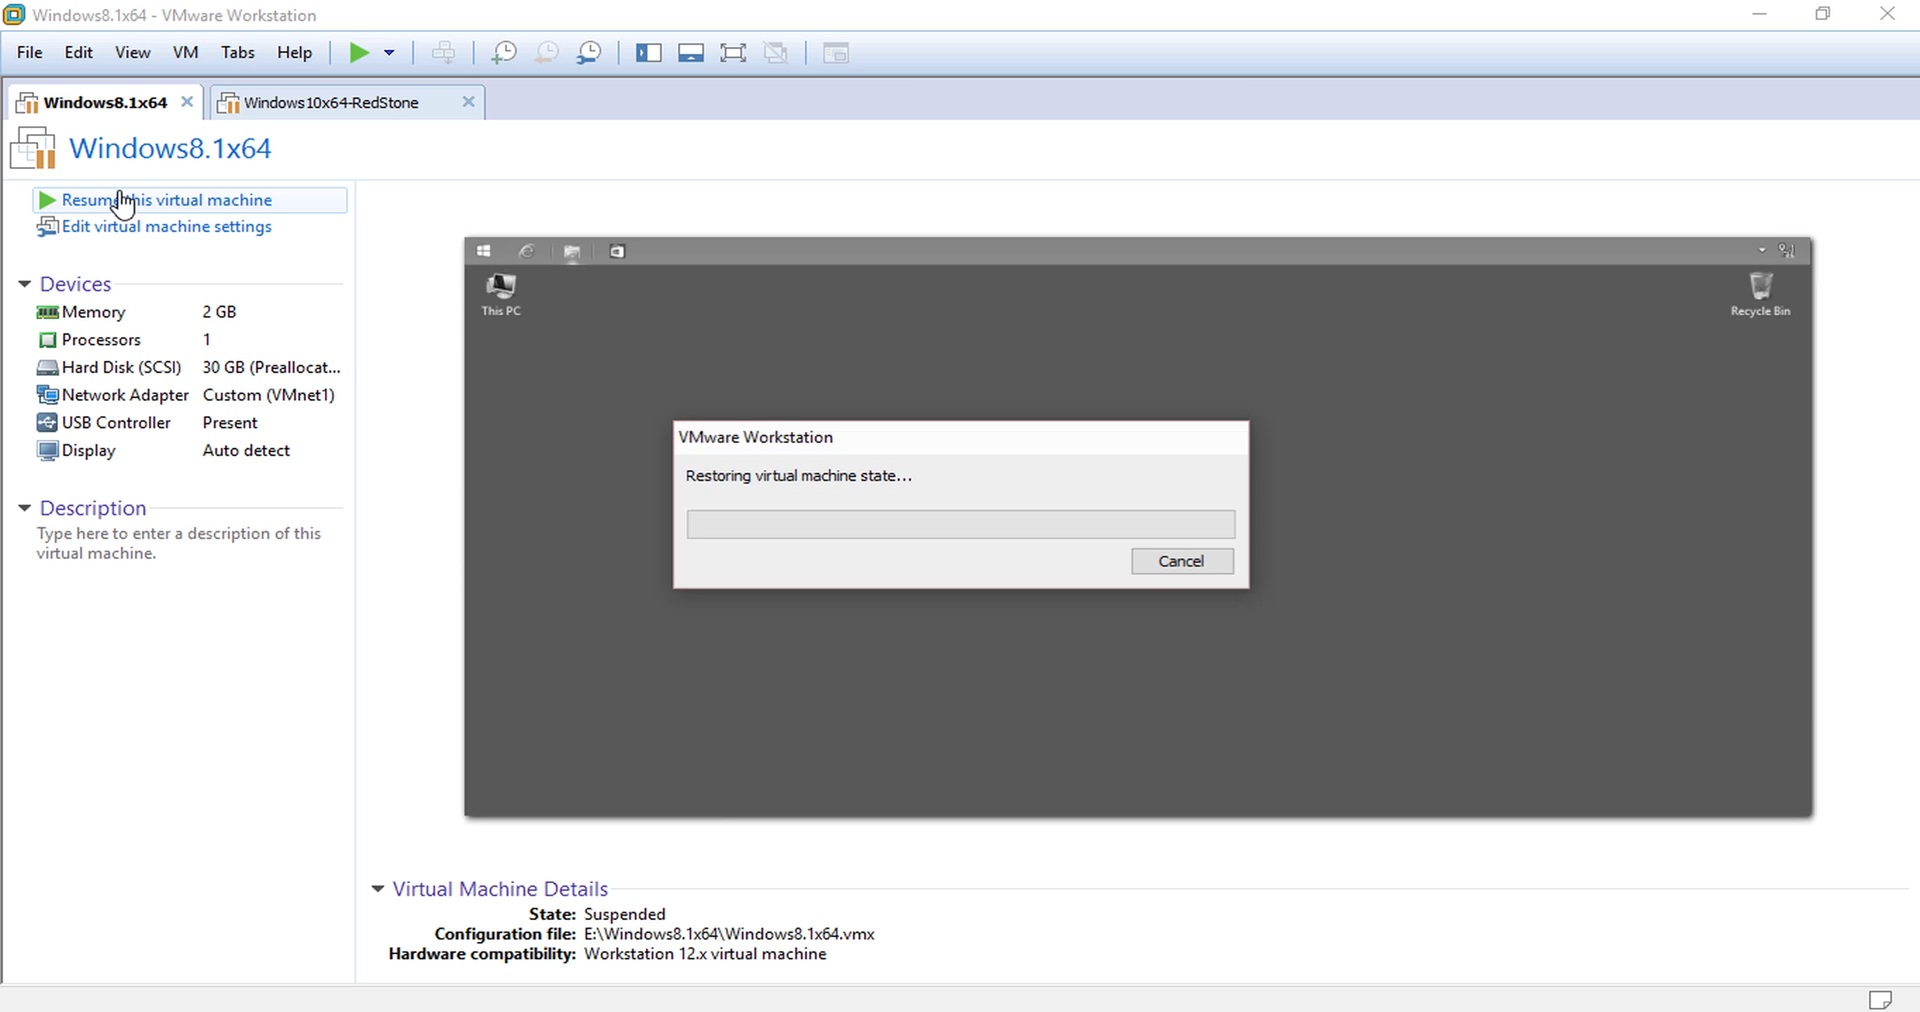 Windows8.1x64 - VMware Workstation
File Edit View VM Tabs Help
Windows8.1x64 Windows10x64-RedStone
Windows8.1x64
Resume this virtual machine
Edit virtual machine settings
Devices
Memory 2 GB
Processors 1
Hard Disk (SCSI) 30 GB (Preallocat...
Network Adapter Custom (VMnet1)
USB Controller Present
Display Auto detect
Description
Type here to enter a description of this
virtual machine.
This PC
Recycle Bin
VMware Workstation
Restoring virtual machine state...
Cancel
Virtual Machine Details
State: Suspended
Configuration file: E:\Windows8.1x64\Windows8.1x64.vmx
Hardware compatibility: Workstation 12.x virtual machine